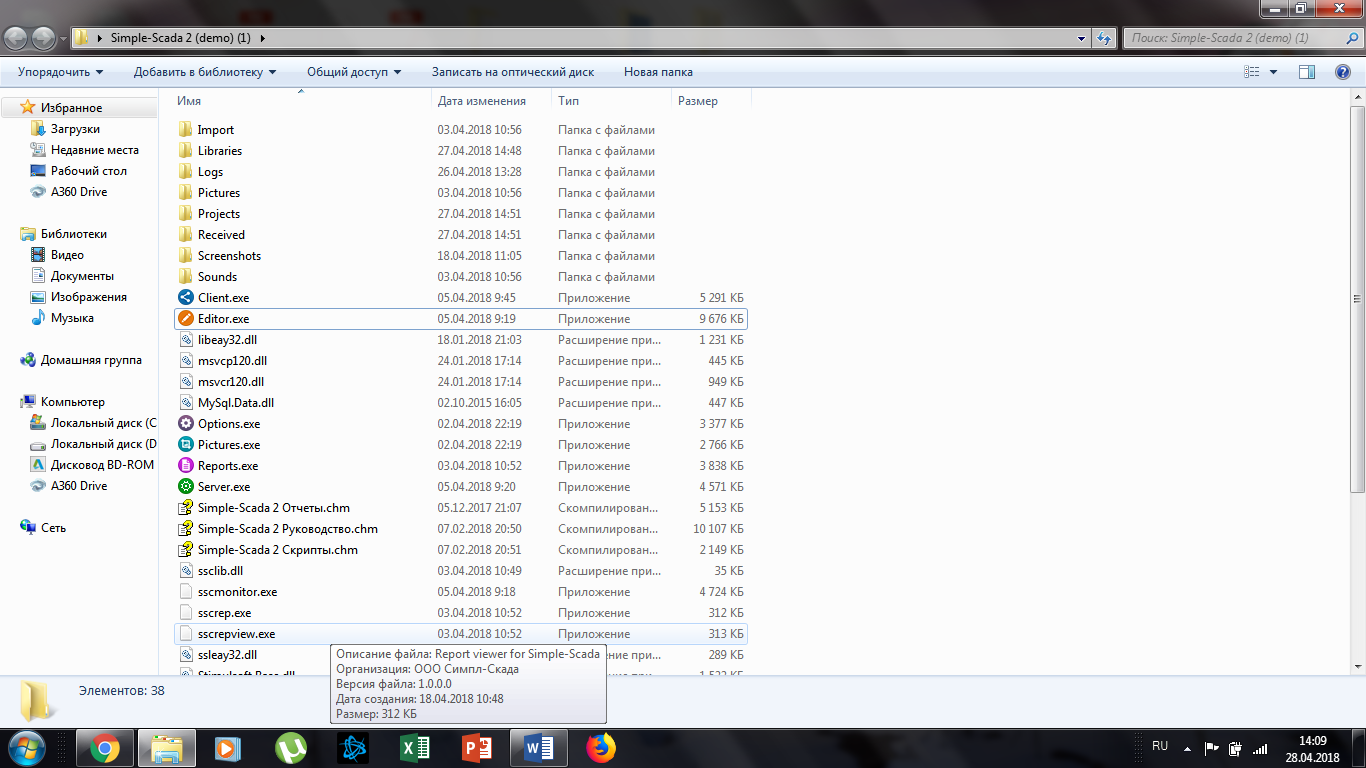 Simple-Scada 2 (demo) (1)
Поиск: Simple-Scada 2 (demo) (1)
Упорядочить Добавить в библиотеку Общий доступ Записать на оптический диск Новая папка
Имя Дата изменения Тип Размер
Избранное
Загрузки
Недавние места
Рабочий стол
A360 Drive
Библиотеки
Видео
Документы
Изображения
Музыка
Домашняя группа
Компьютер
Локальный диск (C
Локальный диск (D
Дисковод BD-ROM
A360 Drive
Сеть
Import 03.04.2018 10:56 Папка с файлами
Libraries 27.04.2018 14:48 Папка с файлами
Logs 26.04.2018 13:28 Папка с файлами
Pictures 03.04.2018 10:56 Папка с файлами
Projects 27.04.2018 14:51 Папка с файлами
Received 27.04.2018 14:51 Папка с файлами
Screenshots 18.04.2018 11:05 Папка с файлами
Sounds 03.04.2018 10:56 Папка с файлами
Client.exe 05.04.2018 9:45 Приложение 5 291 КБ
Editor.exe 05.04.2018 9:19 Приложение 9 676 КБ
libeay32.dll 18.01.2018 21:03 Расширение при... 1 231 КБ
msvcp120.dll 24.01.2018 17:14 Расширение при... 445 КБ
msvcr120.dll 24.01.2018 17:14 Расширение при... 949 КБ
MySql.Data.dll 02.10.2015 16:05 Расширение при... 447 КБ
Options.exe 02.04.2018 22:19 Приложение 3 377 КБ
Pictures.exe 02.04.2018 22:19 Приложение 2 766 КБ
Reports.exe 03.04.2018 10:52 Приложение 3 838 КБ
Server.exe 05.04.2018 9:20 Приложение 4 571 КБ
Simple-Scada 2 Отчеты.chm 05.12.2017 21:07 Скомпилирован... 5 153 КБ
Simple-Scada 2 Руководство.chm 07.02.2018 20:50 Скомпилирован... 10 107 КБ
Simple-Scada 2 Скрипты.chm 07.02.2018 20:51 Скомпилирован... 2 149 КБ
ssclib.dll 03.04.2018 10:49 Расширение при... 35 КБ
sscmonitor.exe 05.04.2018 9:18 Приложение 4 724 КБ
sscrep.exe 03.04.2018 10:52 Приложение 312 КБ
sscrepview.exe 03.04.2018 10:52 Приложение 313 КБ
ssleay32.dll ение при... 289 КБ
Описание файла: Report viewer for Simple-Scada
Организация: ООО Симпл-Скада
Версия файла: 1.0.0.0
Дата создания: 18.04.2018 10:48
Размер: 312 КБ
Элементов: 38
RU
14:09
28.04.2018